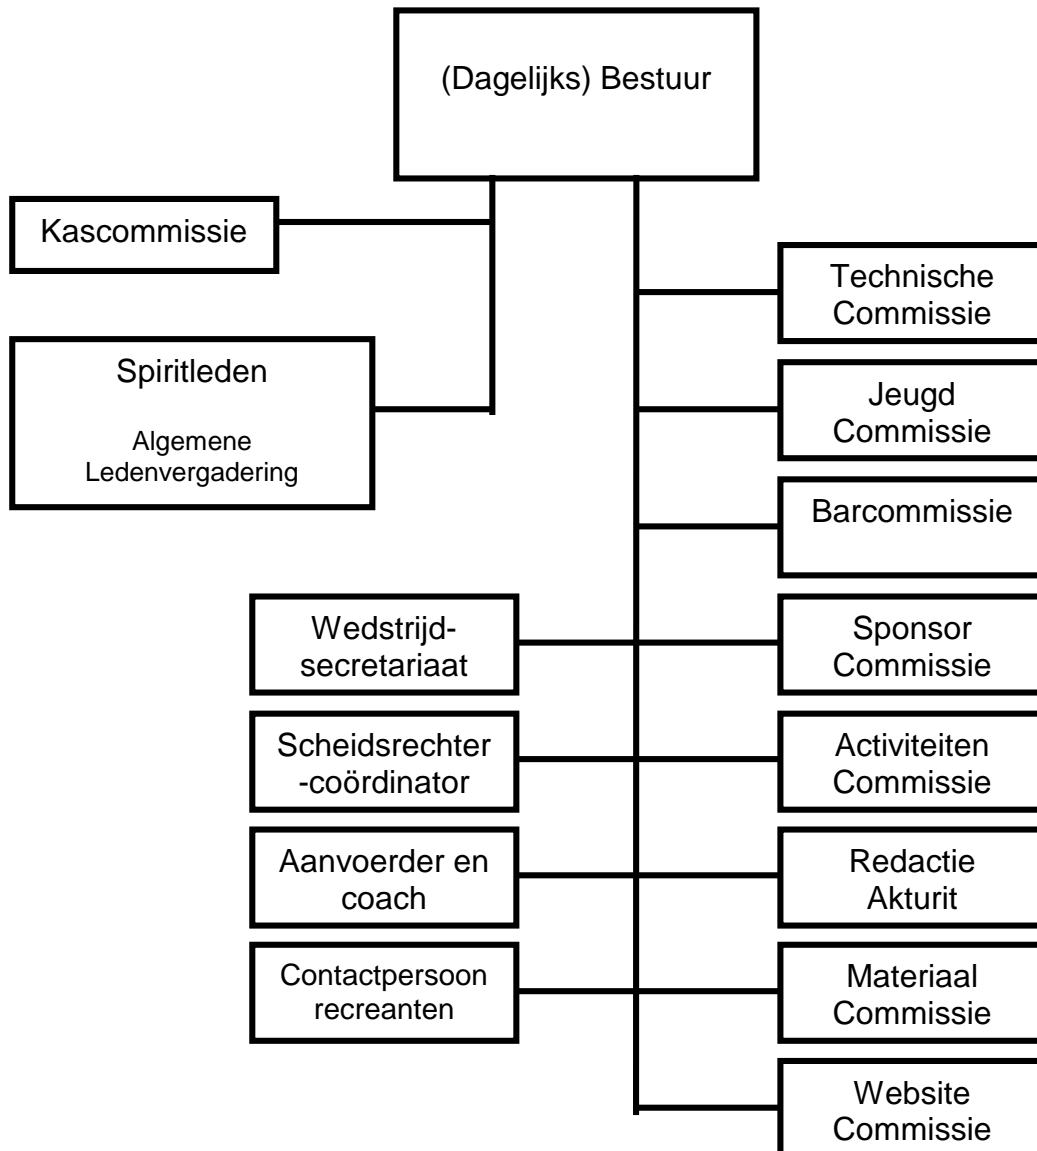 (Dagelijks) Bestuur
Kascommissie
Spiritleden
Algemene
Ledenvergadering
Technische
Commissie
Jeugd
Commissie
Barcommissie
Wedstrijd-
secretariaat
Sponsor
Commissie
Scheidsrechter
-coördinator
Activiteiten
Commissie
Aanvoerder en
coach
Redactie
Akturit
Contactpersoon
recreanten
Materiaal
Commissie
Website
Commissie